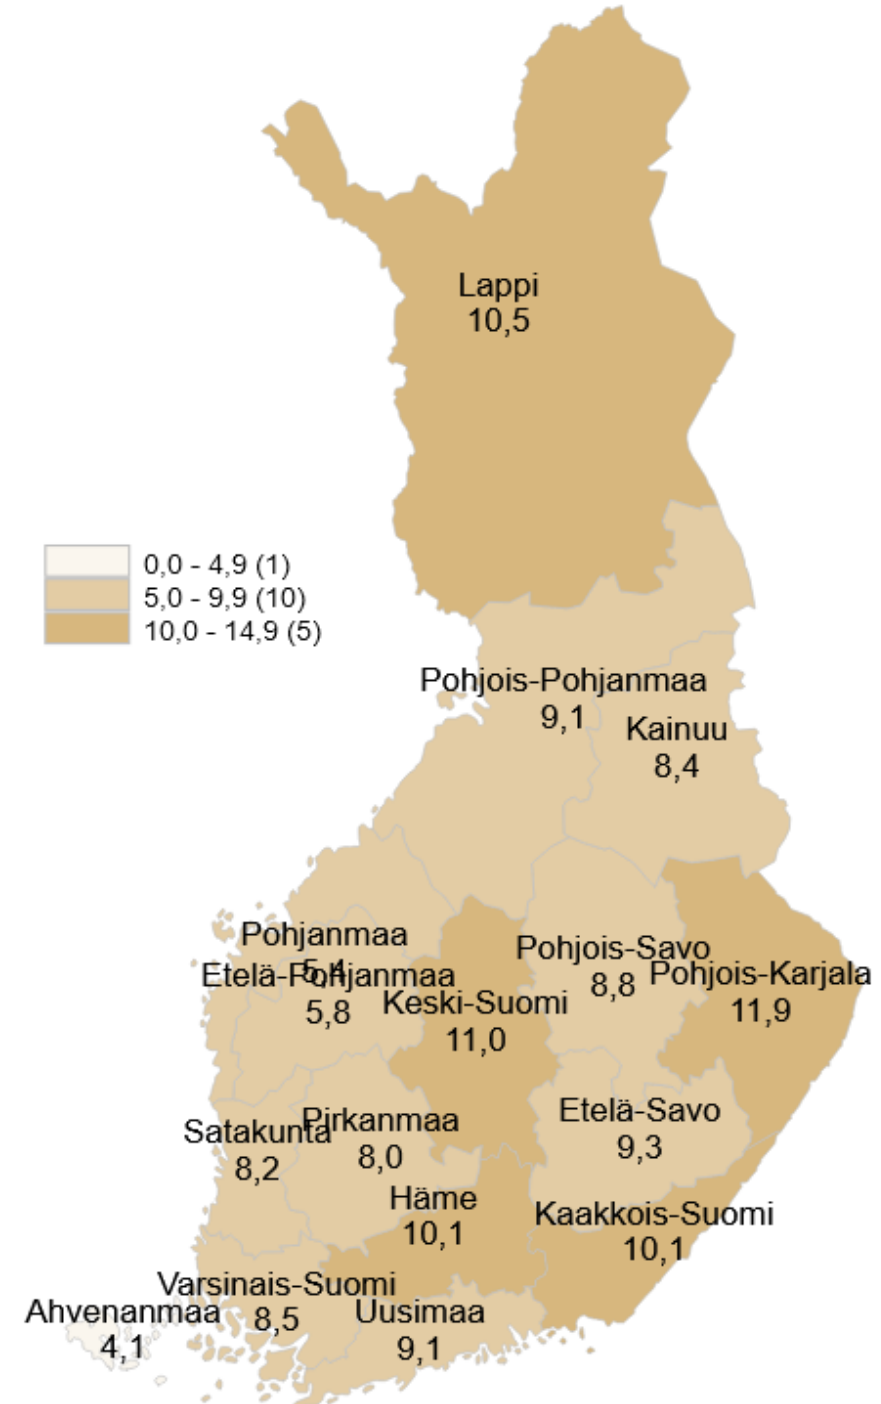 Lappi
10,5
0,0 - 4,9 (1)
5,0 - 9,9 (10)
10,0 - 14,9 (5)
Pohjois-Pohjanmaa
9,1
Kainuu
8,4
Pohjanmaa
5,4
Etelä-Pohjanmaa
5,8
Keski-Suomi
11,0
Pohjois-Savo
8,8
Pohjois-Karjala
11,9
Satakunta
8,2
Pirkanmaa
8,0
Etelä-Savo
9,3
Häme
10,1
Kaakkois-Suomi
10,1
Varsinais-Suomi
8,5
Ahvenanmaa
4,1
Uusimaa
9,1